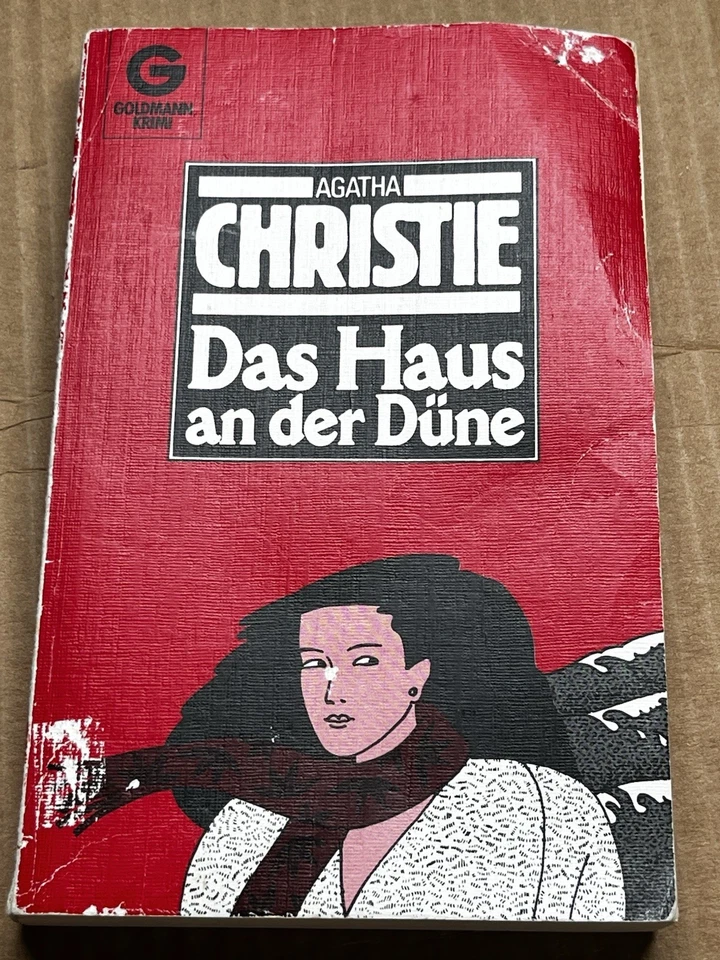 G
GOLDMANN
KRIMI
AGATHA
CHRISTIE
Das Haus
an der Düne